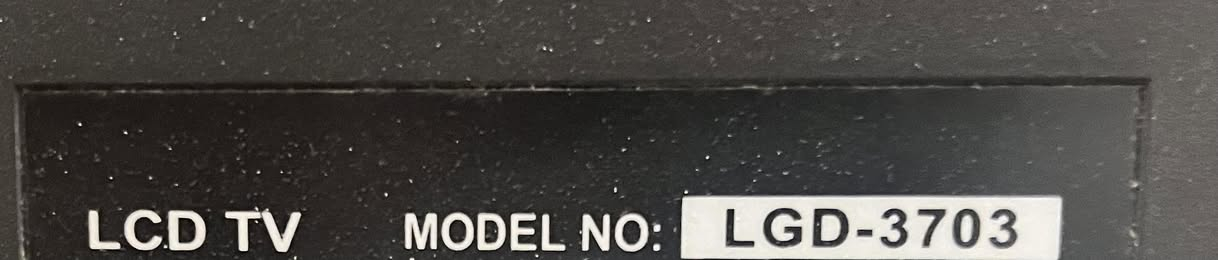 LCD TV MODEL NO: LGD-3703